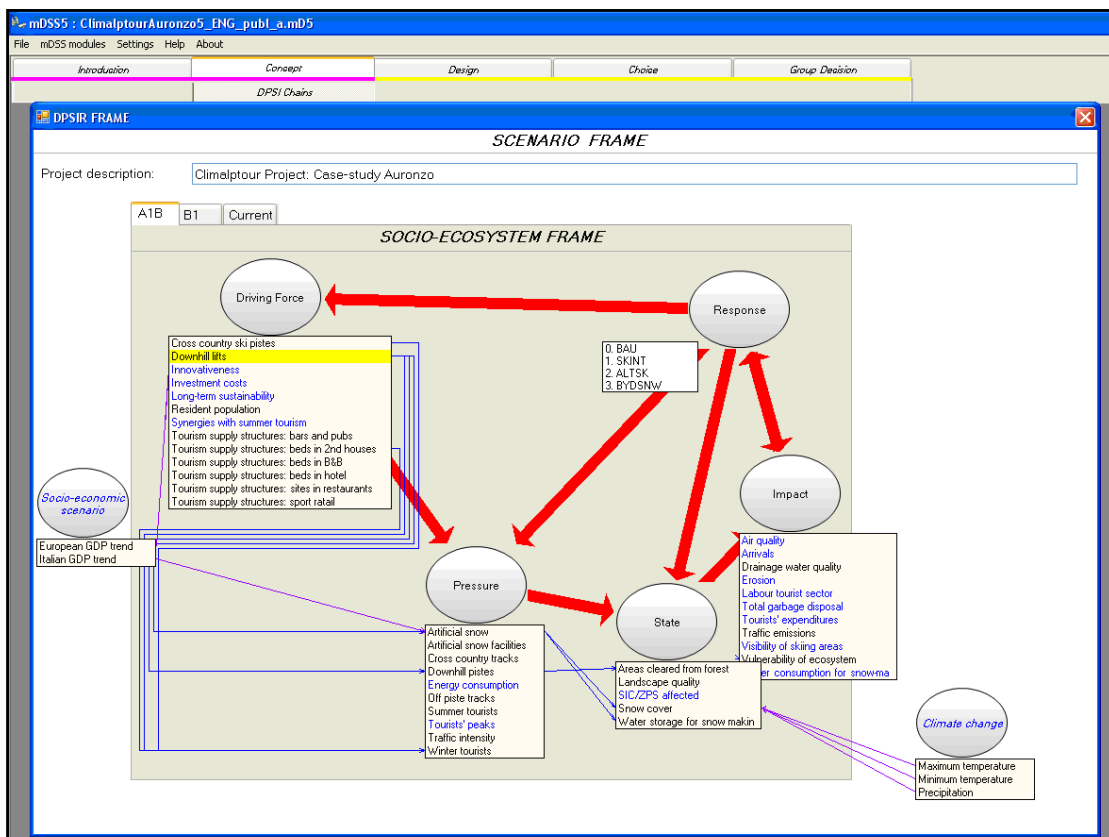 mDSS5 : ClimalptourAuronzo5_ENG_publ_a.mD5
File mDSS modules Settings Help About
Introduction Concept Design Choice Group Decision
DPSI Chains
DPSIR FRAME
SCENARIO FRAME
Project description: Climalptour Project: Case-study Auronzo
A1B B1 Current
SOCIO-ECOSYSTEM FRAME
Driving Force
Response
Cross country ski pistes
Downhill lifts
Innovativeness
Investment costs
Long-term sustainability
Resident population
Synergies with summer tourism
Tourism supply structures: bars and pubs
Tourism supply structures: beds in 2nd houses
Tourism supply structures: beds in B&B
Tourism supply structures: beds in hotel
Tourism supply structures: sites in restaurants
Tourism supply structures: sport ratail
0. BAU
1. SKINT
2. ALTSK
3. BYDSNW
Socio-economic
scenario
European GDP trend
Italian GDP trend
Impact
Air quality
Arrivals
Drainage water quality
Erosion
Labour tourist sector
Total garbage disposal
Tourists' expenditures
Traffic emissions
Visibility of skiing areas
Vulnerability of ecosystem
consumption for snow-ma
Pressure
Artificial snow
Artificial snow facilities
Cross country tracks
Downhill pistes
Energy consumption
Off piste tracks
Summer tourists
Tourists' peaks
Traffic intensity
Winter tourists
State
Areas cleared from forest
Landscape quality
SIC/ZPS affected
Snow cover
Water storage for snow makin
Climate change
Maximum temperature
Minimum temperature
Precipitation